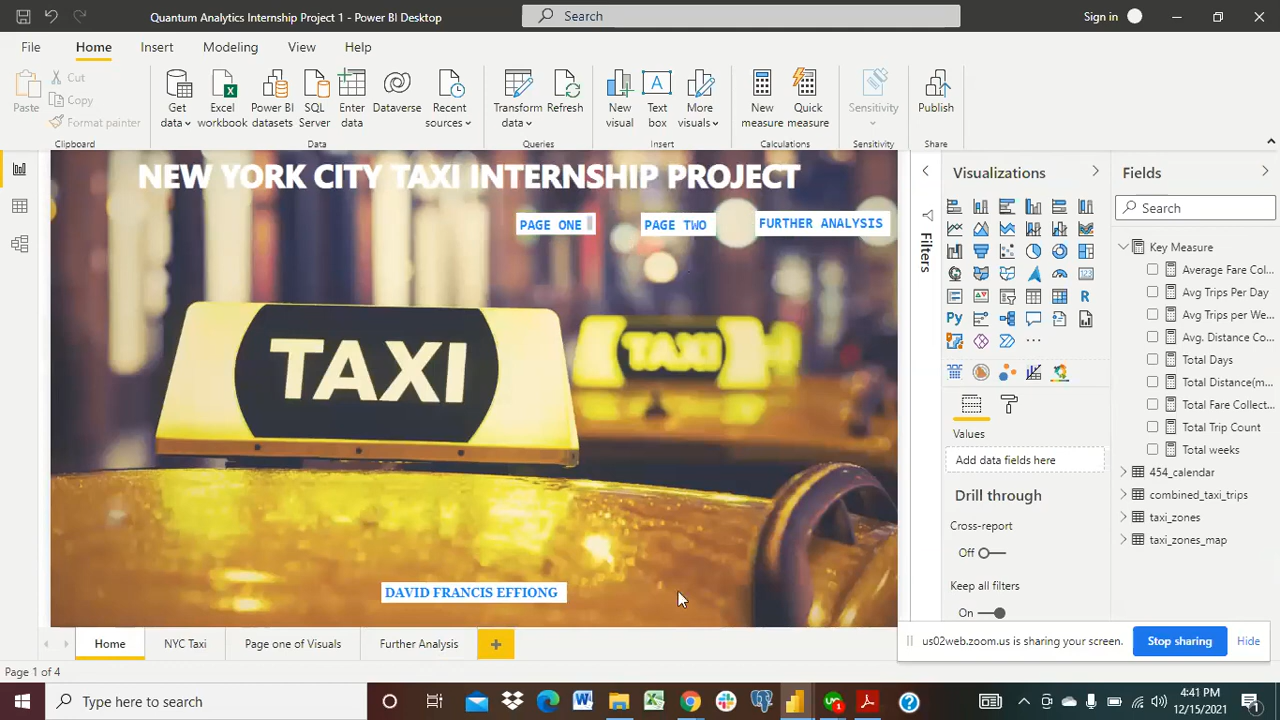 Quantum Analytics Internship Project 1 - Power BI Desktop
Search
Sign in
File Home Insert Modeling View Help
Paste
Cut
Copy
Format painter
Clipboard
Get data
Excel workbook
Power BI datasets
SQL Server
Enter data
Dataverse
Recent sources
Data
Transform data
Refresh
Queries
New visual
Text box
More visuals
Insert
New measure
Quick measure
Calculations
Sensitivity
Sensitivity
Publish
Share
NEW YORK CITY TAXI INTERNSHIP PROJECT
PAGE ONE PAGE TWO FURTHER ANALYSIS
TAXI
TAXI
DAVID FRANCIS EFFIONG
Filters
Visualizations
R
Py
123
Values
Add data fields here
Drill through
Cross-report
Off
Keep all filters
On
Fields
Search
Key Measure
Average Fare Col...
Avg Trips Per Day
Avg Trips per We...
Avg. Distance Co...
Total Days
Total Distance(m...
Total Fare Collect...
Total Trip Count
Total weeks
454_calendar
combined_taxi_trips
taxi_zones
taxi_zones_map
Home NYC Taxi Page one of Visuals Further Analysis
us02web.zoom.us is sharing your screen. Stop sharing Hide
Page 1 of 4
Type here to search
4:41 PM
12/15/2021